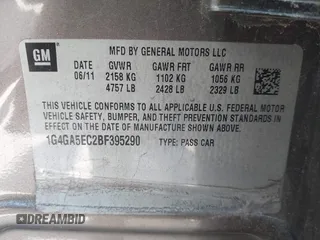 GM
MFD BY GENERAL MOTORS LLC
DATE GVWR GAWR FRT GAWR RR
06/11 2158 KG 1102 KG 1056 KG
4757 LB 2428 LB 2329 LB
THIS VEHICLE CONFORMS TO ALL APPLICABLE U.S. FEDERAL MOTOR
VEHICLE SAFETY, BUMPER, AND THEFT PREVENTION STANDARDS IN
EFFECT ON THE DATE OF MANUFACTURE SHOWN ABOVE.
1G4GA5EC2BF395290 TYPE: PASS CAR
DREAMBID